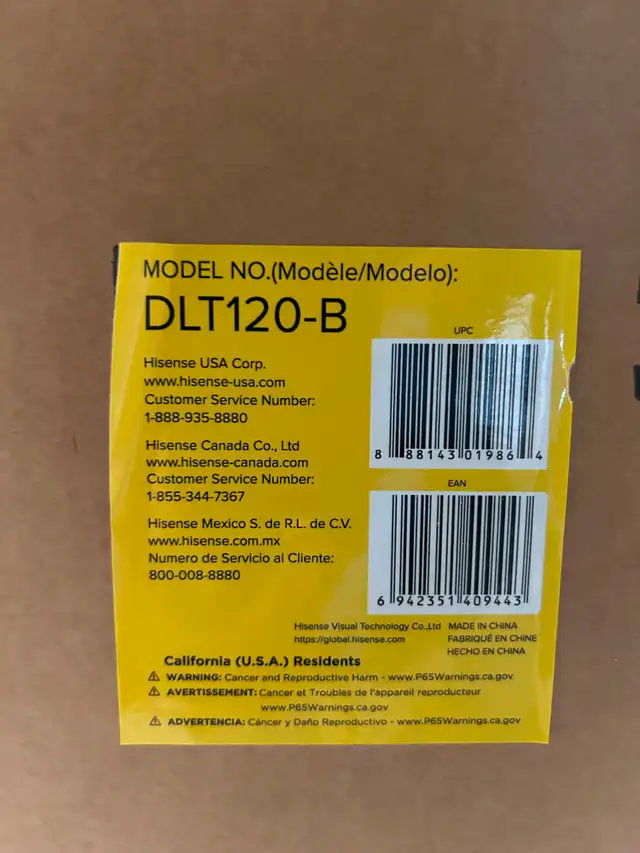 MODEL NO.(Modèle/Modelo):
DLT120-B
Hisense USA Corp.
www.hisense-usa.com
Customer Service Number:
1-888-935-8880
Hisense Canada Co., Ltd
www.hisense-canada.com
Customer Service Number:
1-855-344-7367
Hisense Mexico S. de R.L. de C.V.
www.hisense.com.mx
Numero de Servicio al Cliente:
800-008-8880
UPC
8 88143 01986 4
EAN
6 942351 409443
Hisense Visual Technology Co.,Ltd
https://global.hisense.com
MADE IN CHINA
FABRIQUÉ EN CHINE
HECHO EN CHINA
California (U.S.A.) Residents
⚠ WARNING: Cancer and Reproductive Harm - www.P65Warnings.ca.gov
⚠ AVERTISSEMENT: Cancer et Troubles de l'appareil reproducteur
www.P65Warnings.ca.gov
⚠ ADVERTENCIA: Cáncer y Daño Reproductivo - www.P65Warnings.ca.gov